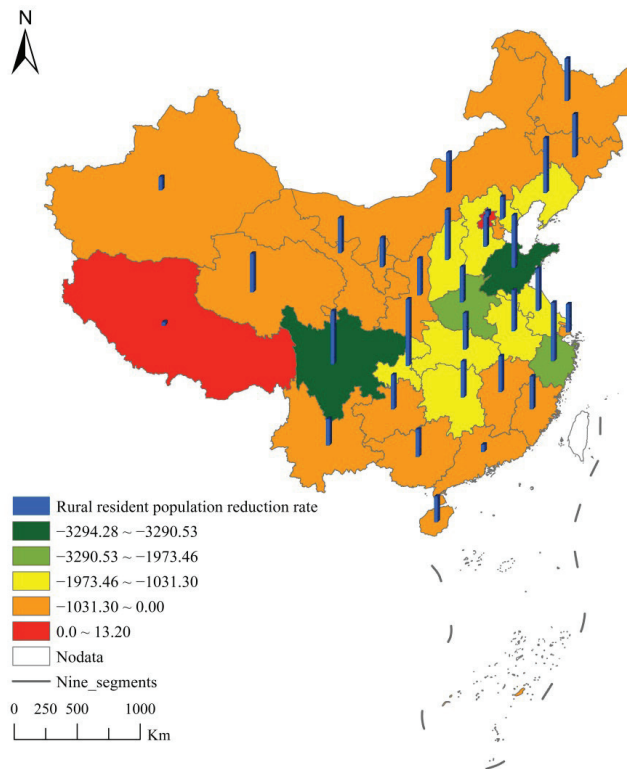 N
Rural resident population reduction rate
−3294.28 ~ −3290.53
−3290.53 ~ −1973.46
−1973.46 ~ −1031.30
−1031.30 ~ 0.00
0.0 ~ 13.20
Nodata
Nine_segments
0 250 500 1000
Km